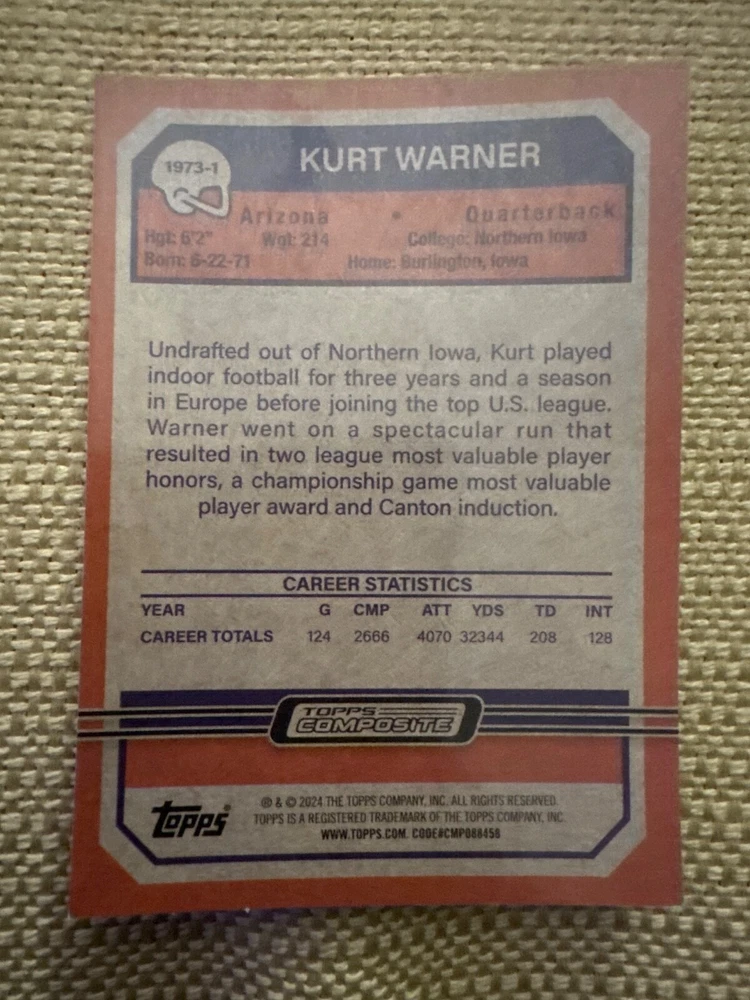 1973-1
KURT WARNER
Arizona • Quarterback
Hgt: 6'2" Wgt: 214 College: Northern Iowa
Born: 6-22-71 Home: Burlington, Iowa
Undrafted out of Northern Iowa, Kurt played
indoor football for three years and a season
in Europe before joining the top U.S. league.
Warner went on a spectacular run that
resulted in two league most valuable player
honors, a championship game most valuable
player award and Canton induction.
CAREER STATISTICS
YEAR G CMP ATT YDS TD INT
CAREER TOTALS 124 2666 4070 32344 208 128
TOPPS
COMPOSITE
Topps®
® & © 2024 THE TOPPS COMPANY, INC. ALL RIGHTS RESERVED.
TOPPS IS A REGISTERED TRADEMARK OF THE TOPPS COMPANY, INC.
WWW.TOPPS.COM. CODE#CMP088458